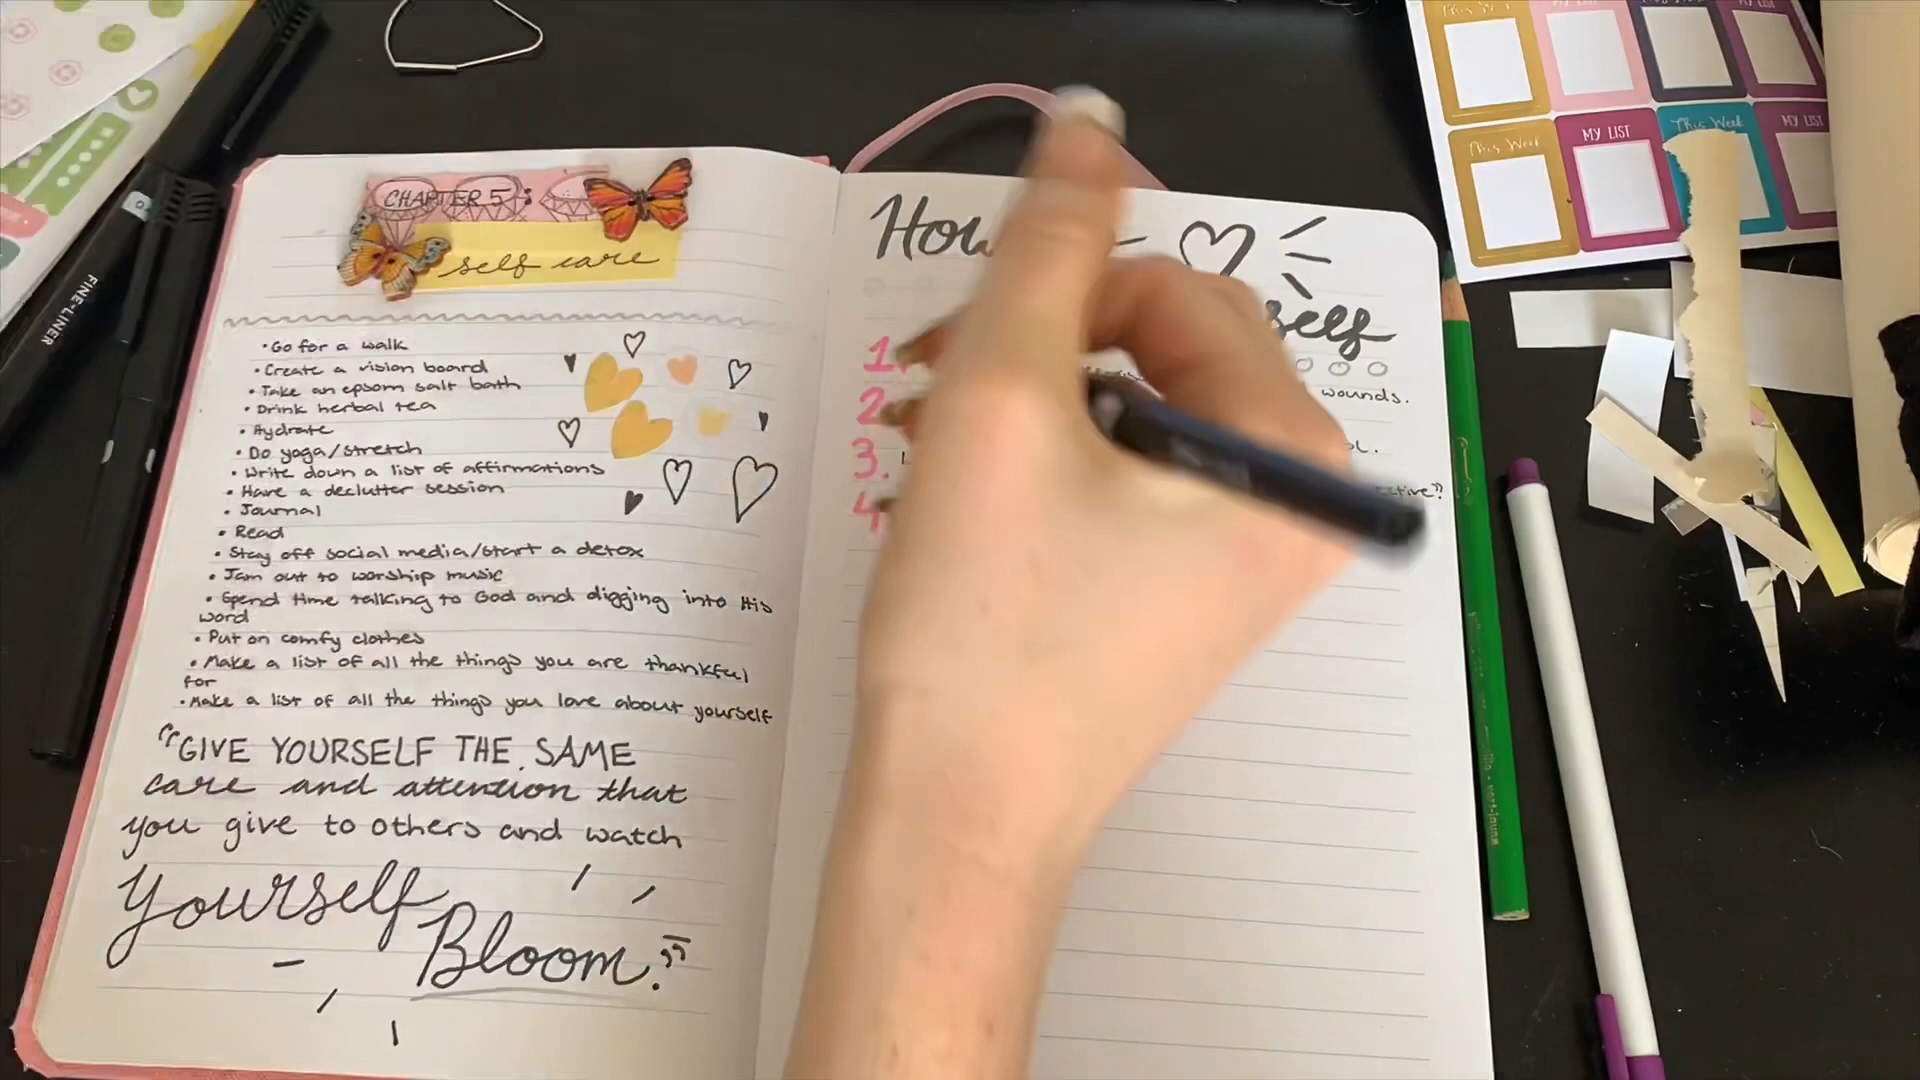 CHAPTER 5:
self care
• Go for a walk
• Create a vision board
• Take an epsom salt bath
• Drink herbal tea
• Hydrate
• Do yoga/stretch
• Write down a list of affirmations
• Have a declutter session
• Journal
• Read
• Stay off social media/start a detox
• Jam out to worship music
• Spend time talking to God and digging into His
word
• Put on comfy clothes
• Make a list of all the things you are thankful
for
• Make a list of all the things you love about yourself
"GIVE YOURSELF THE SAME
care and attention that
you give to others and watch
Yourself
Bloom."
How
self
1.
2. wounds.
3.
4.
FINE-LINER
MY LIST
This Week
MY LIST
This Week
MY LIST